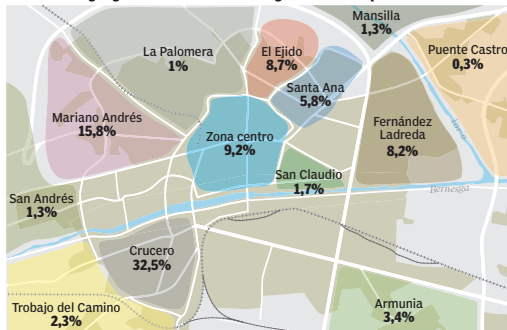 Mansilla
1,3%
La Palomera
1%
El Ejido
8,7%
Puente Castro
0,3%
Santa Ana
5,8%
Mariano Andrés
15,8%
Zona centro
9,2%
Fernández
Ladreda
8,2%
Torío
San Claudio
1,7%
Bernesga
San Andrés
1,3%
Crucero
32,5%
Trobajo del Camino
2,3%
Armunia
3,4%